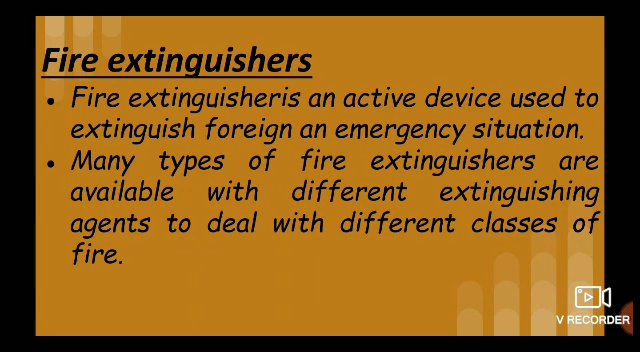 Fire extinguishers
• Fire extinguisheris an active device used to
extinguish foreign an emergency situation.
• Many types of fire extinguishers are
available with different extinguishing
agents to deal with different classes of
fire.
V RECORDER